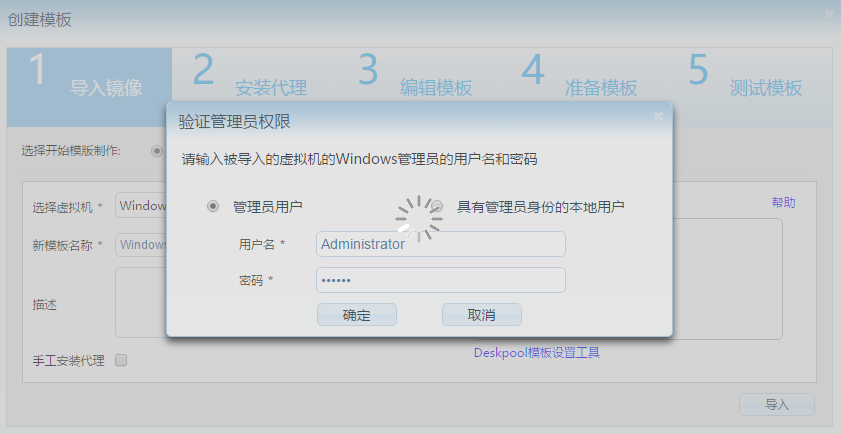 创建模板
1 导入镜像
2 安装代理
3 编辑模板
4 准备模板
5 测试模板
选择开始模版制作:
验证管理员权限
请输入被导入的虚拟机的Windows管理员的用户名和密码
选择虚拟机 *
Window
管理员用户
具有管理员身份的本地用户
帮助
新模板名称 *
Windows
用户名 *
Administrator
密码 *
••••••
描述
确定
取消
手工安装代理
Deskpool模板设置工具
导入